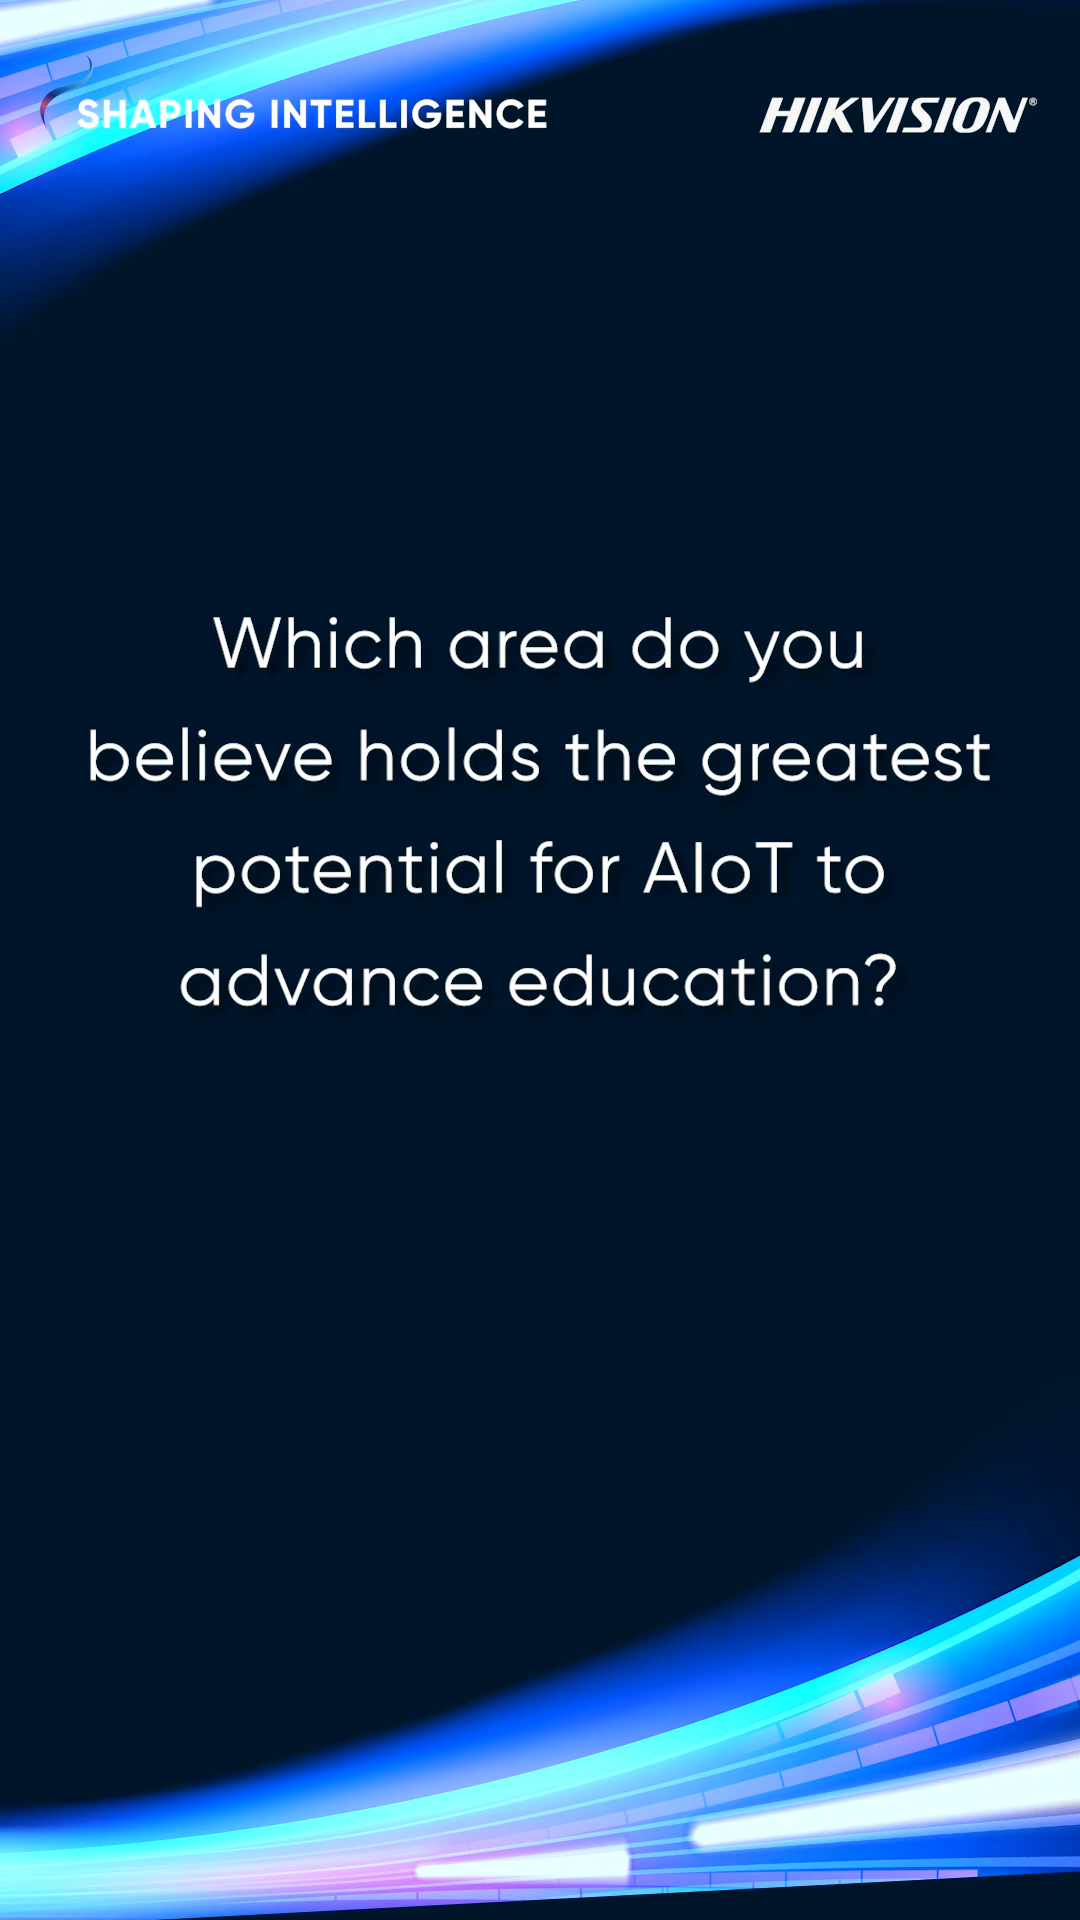 SHAPING INTELLIGENCE
HIKVISION®
Which area do you
believe holds the greatest
potential for AIoT to
advance education?